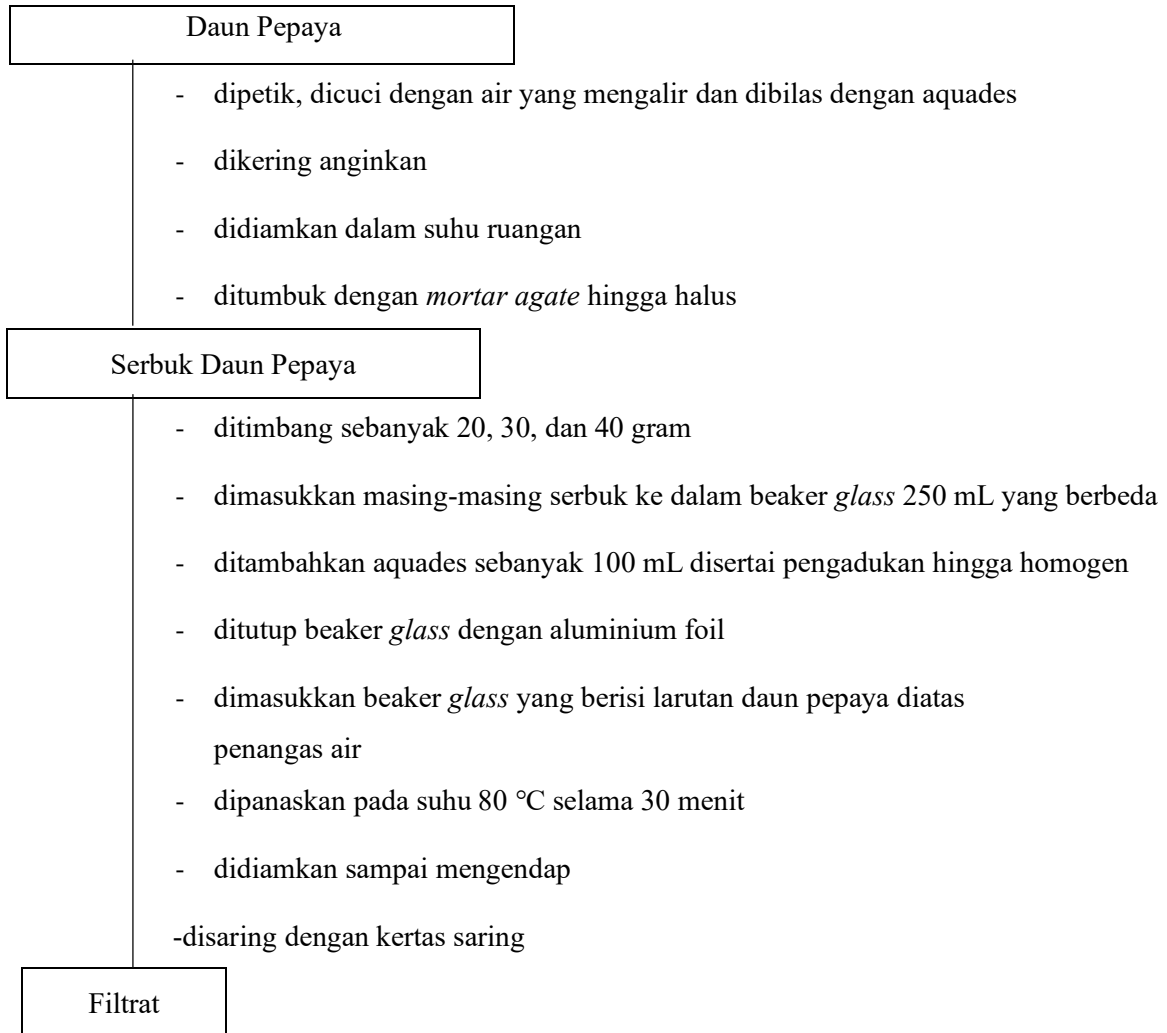 Daun Pepaya
- dipetik, dicuci dengan air yang mengalir dan dibilas dengan aquades
- dikering anginkan
- didiamkan dalam suhu ruangan
- ditumbuk dengan mortar agate hingga halus
Serbuk Daun Pepaya
- ditimbang sebanyak 20, 30, dan 40 gram
- dimasukkan masing-masing serbuk ke dalam beaker glass 250 mL yang berbeda
- ditambahkan aquades sebanyak 100 mL disertai pengadukan hingga homogen
- ditutup beaker glass dengan aluminium foil
- dimasukkan beaker glass yang berisi larutan daun pepaya diatas
penangas air
- dipanaskan pada suhu 80 °C selama 30 menit
- didiamkan sampai mengendap
-disaring dengan kertas saring
Filtrat